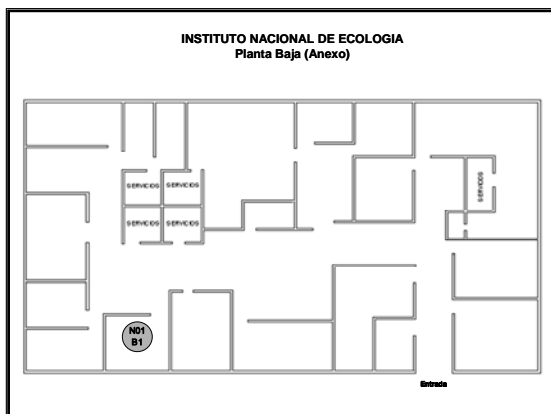 INSTITUTO NACIONAL DE ECOLOGIA
Planta Baja (Anexo)
SERVICIOS SERVICIOS
SERVICIOS
SERVICIOS SERVICIOS
N01
B1
Entrada